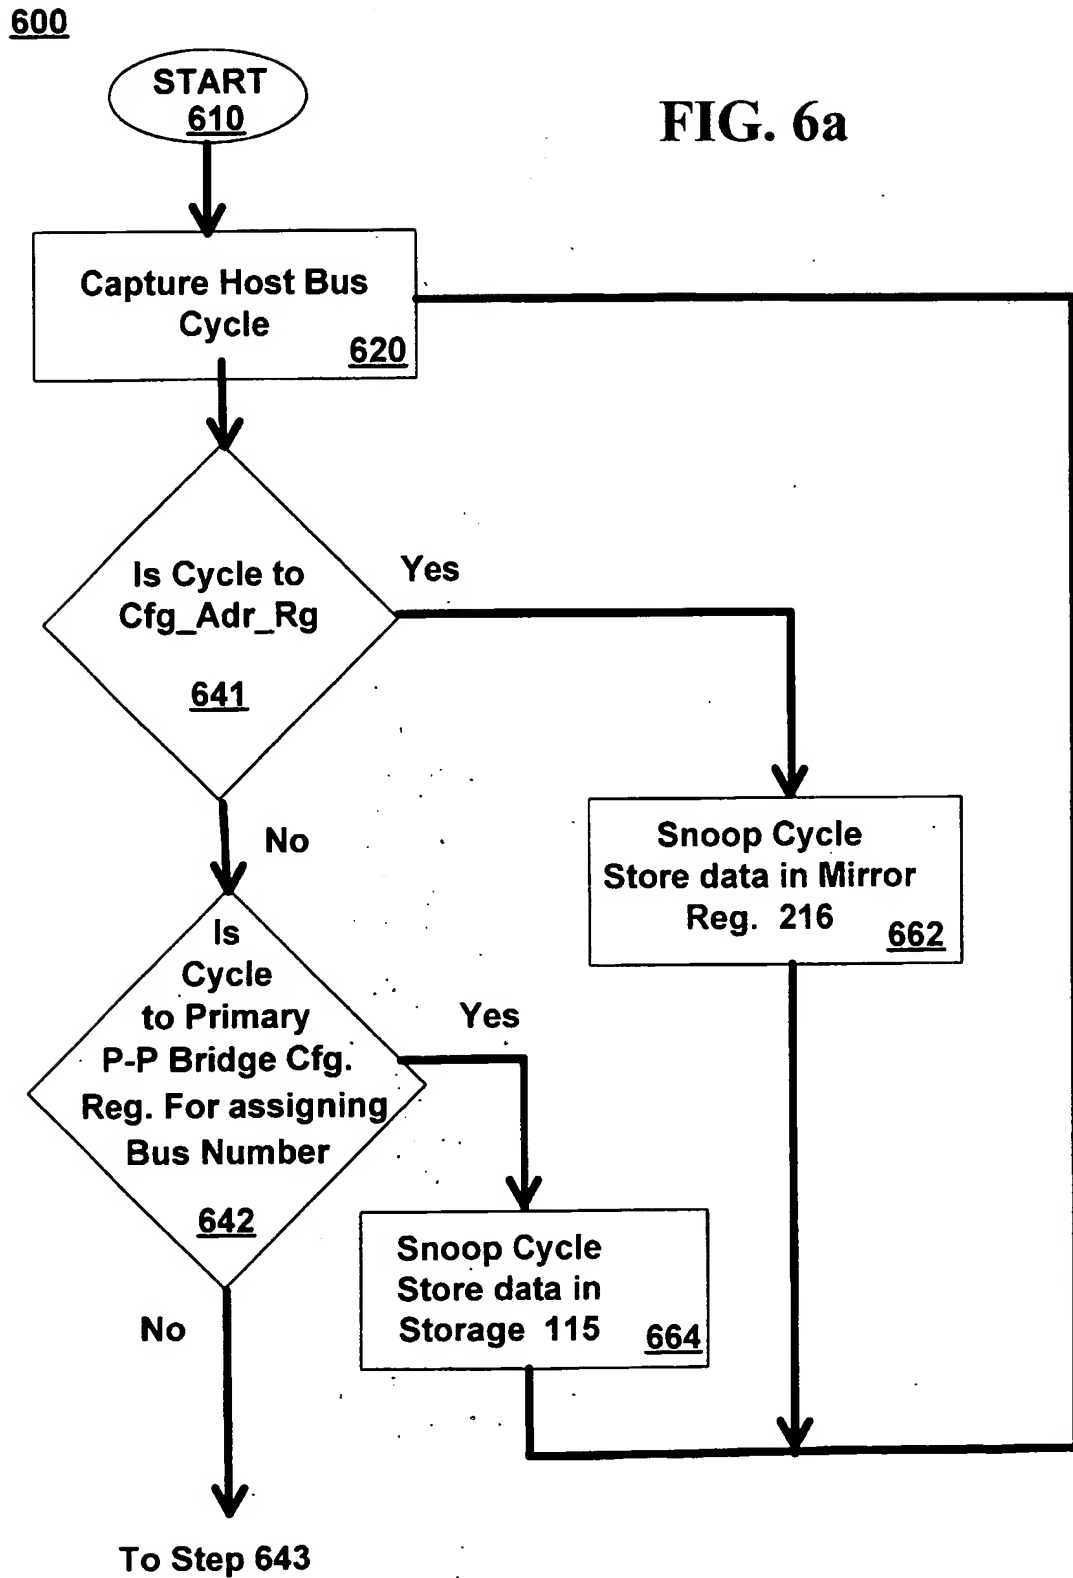 600
START
610
FIG. 6a
Capture Host Bus
Cycle
620
Is Cycle to
Cfg_Adr_Rg
641
Yes
No
Snoop Cycle
Store data in Mirror
Reg. 216
662
Is
Cycle
to Primary
P-P Bridge Cfg.
Reg. For assigning
Bus Number
642
Yes
No
Snoop Cycle
Store data in
Storage 115
664
To Step 643